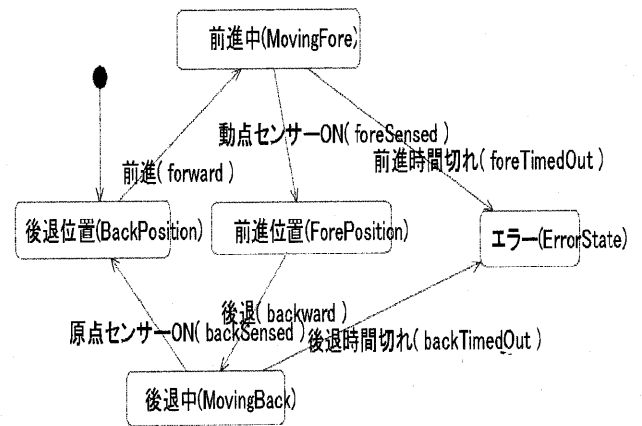 前進中(MovingFore)
動点センサーON( foreSensed )
前進時間切れ( foreTimedOut )
前進( forward )
後退位置(BackPosition)
前進位置(ForePosition)
エラー(ErrorState)
後退( backward )
原点センサーON( backSensed )
後退時間切れ( backTimedOut )
後退中(MovingBack)